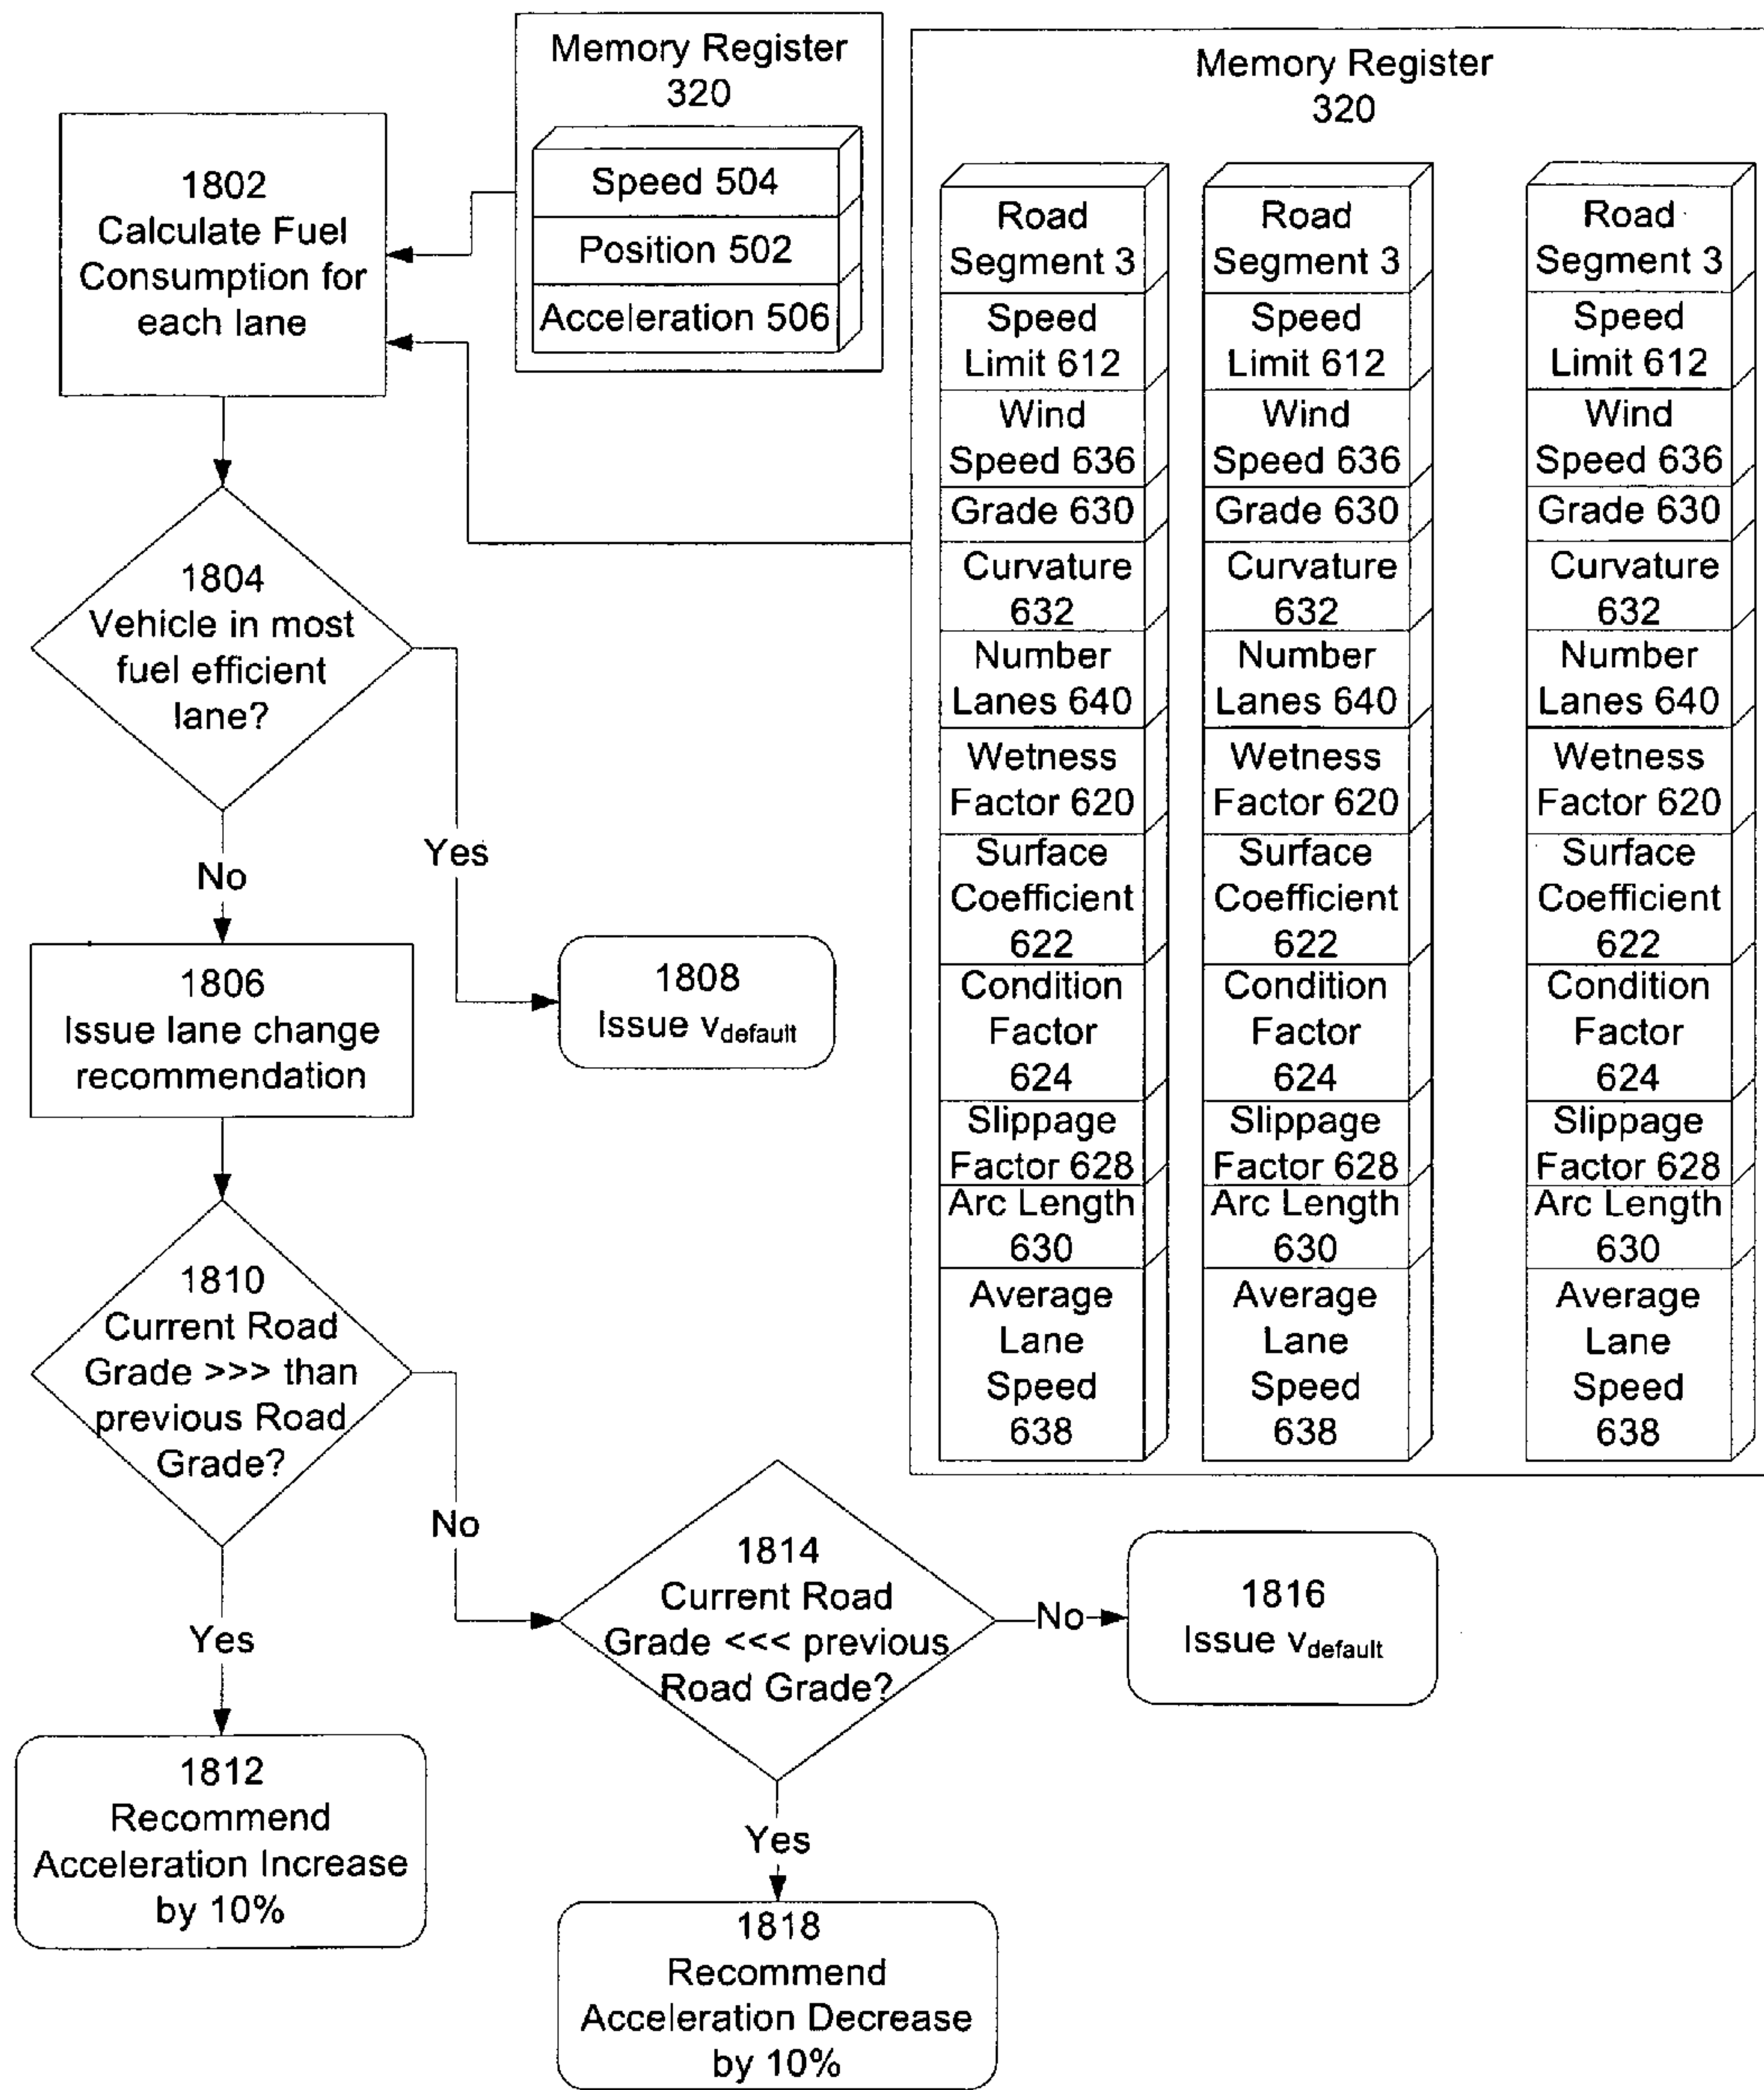 Memory Register
320
Speed 504
Position 502
Acceleration 506
Memory Register
320
Road
Segment 3
Speed
Limit 612
Wind
Speed 636
Grade 630
Curvature
632
Number
Lanes 640
Wetness
Factor 620
Surface
Coefficient
622
Condition
Factor
624
Slippage
Factor 628
Arc Length
630
Average
Lane
Speed
638
Road
Segment 3
Speed
Limit 612
Wind
Speed 636
Grade 630
Curvature
632
Number
Lanes 640
Wetness
Factor 620
Surface
Coefficient
622
Condition
Factor
624
Slippage
Factor 628
Arc Length
630
Average
Lane
Speed
638
Road
Segment 3
Speed
Limit 612
Wind
Speed 636
Grade 630
Curvature
632
Number
Lanes 640
Wetness
Factor 620
Surface
Coefficient
622
Condition
Factor
624
Slippage
Factor 628
Arc Length
630
Average
Lane
Speed
638
1802
Calculate Fuel
Consumption for
each lane
1804
Vehicle in most
fuel efficient
lane?
Yes
No
1806
Issue lane change
recommendation
1808
Issue vdefault
1810
Current Road
Grade >>> than
previous Road
Grade?
No
Yes
1812
Recommend
Acceleration Increase
by 10%
1814
Current Road
Grade <<< previous
Road Grade?
No
1816
Issue vdefault
Yes
1818
Recommend
Acceleration Decrease
by 10%